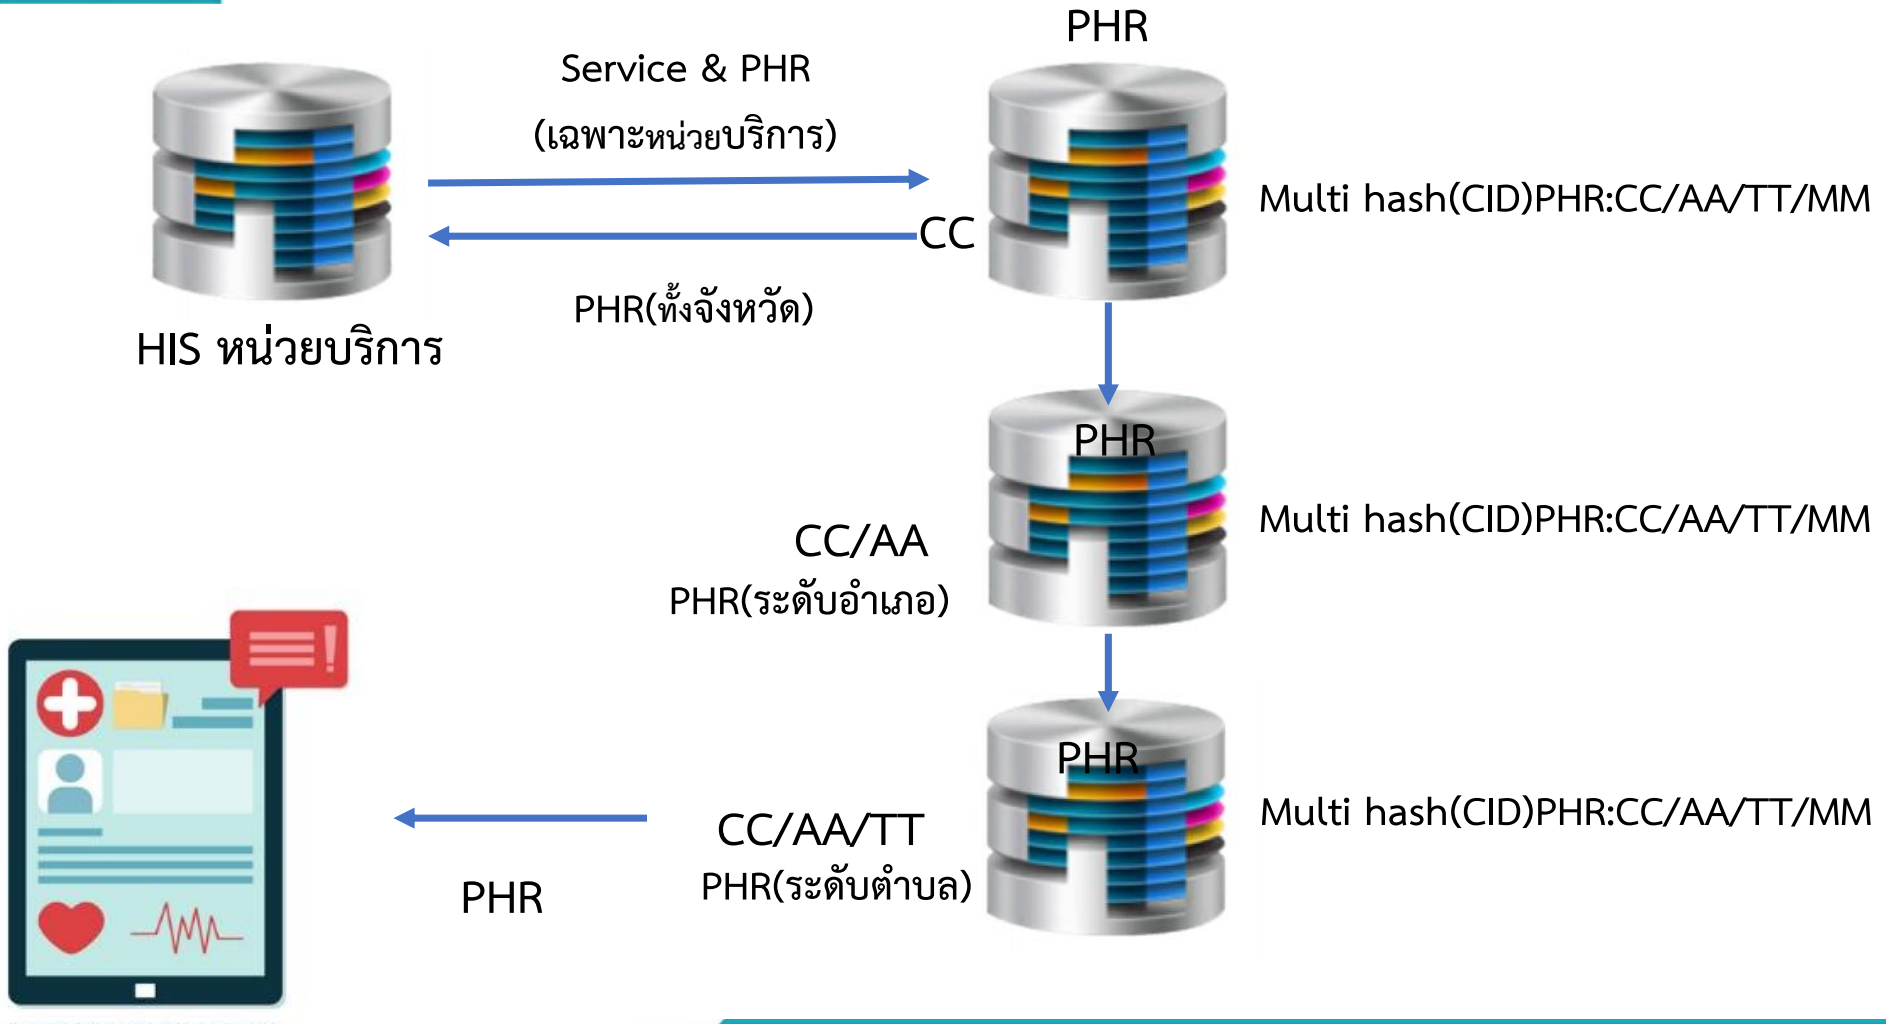 PHR
Service & PHR
(เฉพาะหน่วยบริการ)
Multi hash(CID)PHR:CC/AA/TT/MM
CC
PHR(ทั้งจังหวัด)
HIS หน่วยบริการ
PHR
Multi hash(CID)PHR:CC/AA/TT/MM
CC/AA
PHR(ระดับอำเภอ)
PHR
Multi hash(CID)PHR:CC/AA/TT/MM
CC/AA/TT
PHR(ระดับตำบล)
PHR